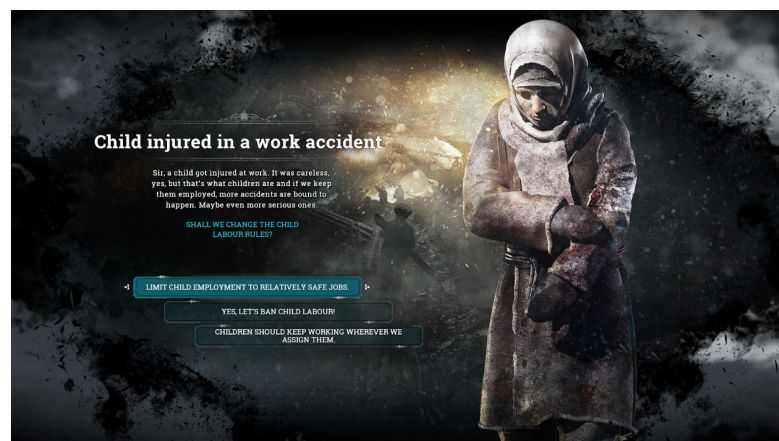 Child injured in a work accident
Sir, a child got injured at work. It was careless,
yes, but that's what children are and if we keep
them employed, more accidents are bound to
happen. Maybe even more serious ones.
SHALL WE CHANGE THE CHILD
LABOUR RULES?
LIMIT CHILD EMPLOYMENT TO RELATIVELY SAFE JOBS.
YES, LET'S BAN CHILD LABOUR!
CHILDREN SHOULD KEEP WORKING WHEREVER WE
ASSIGN THEM.